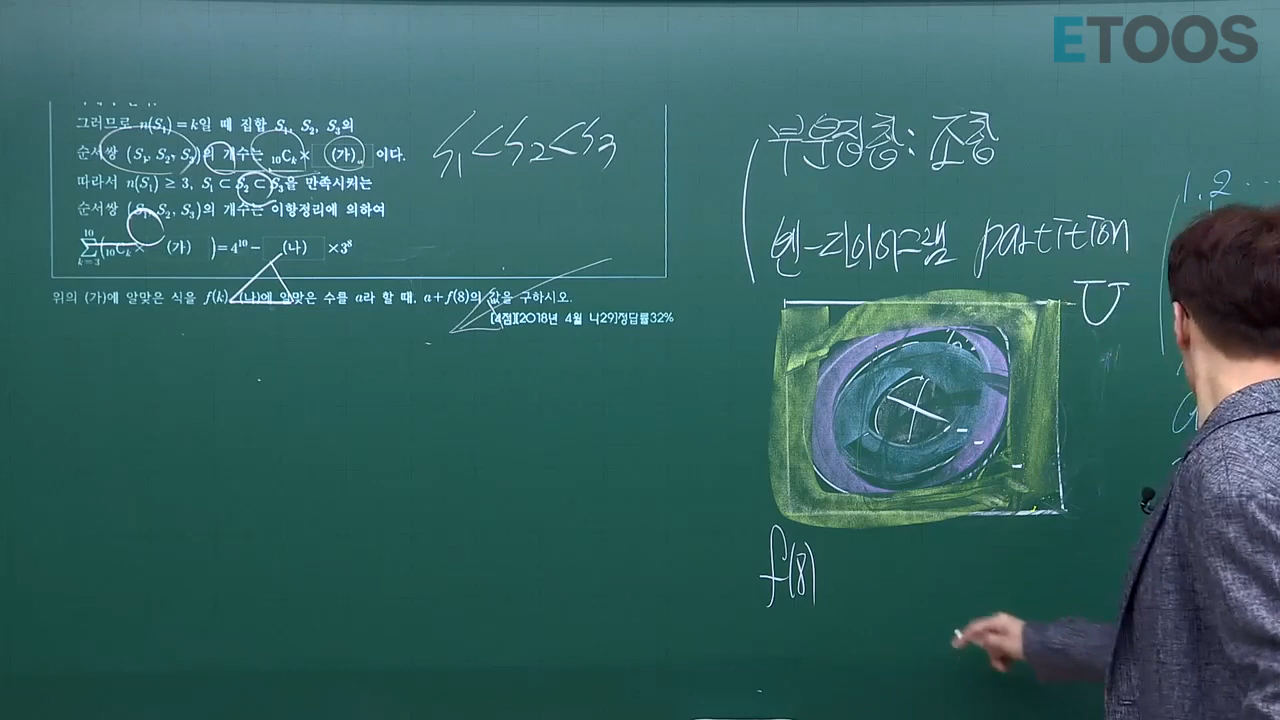 ETOOS
그러므로 n(S₁) = k일 때 집합 S₁, S₂, S₃의
순서쌍 (S₁, S₂, S₃)의 개수는 ₁₀Cₖ× (가) 이다.
따라서 n(S₁) ≥ 3, S₁ ⊂ S₂ ⊂ S₃을 만족시키는
순서쌍 (S₁, S₂, S₃)의 개수는 이항정리에 의하여
10
∑(₁₀Cₖ× (가) )=4¹⁰− (나) ×3⁸
k=3
위의 (가)에 알맞은 식을 f(k), (나)에 알맞은 수를 a라 할 때, a+f(8)의 값을 구하시오.
[4점][2018년 4월 나29]정답률32%
S₁<S₂<S₃
부분집합: 조합
벤-다이어그램 partition
U
f(8)
1, 2 ...